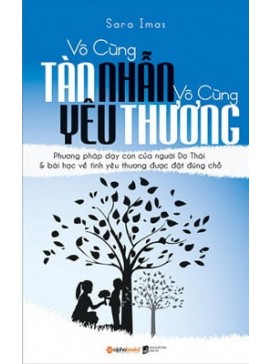 Sara Imas
Vô Cùng
TÀN NHẪN
Vô Cùng
YÊU THƯƠNG
Phương pháp dạy con của người Do Thái
& bài học về tình yêu thương được đặt đúng chỗ
alphabooks